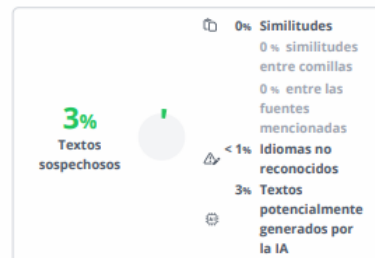 3%
Textos
sospechosos
0% Similitudes
0 % similitudes
entre comillas
0 % entre las
fuentes
mencionadas
< 1% Idiomas no
reconocidos
3% Textos
potencialmente
generados por
la IA